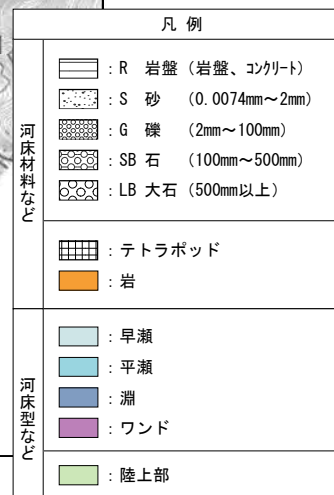 凡 例
河床材料など
：R 岩盤（岩盤、コンクリート）
：S 砂 （0.0074mm～2mm）
：G 礫 （2mm～100mm）
：SB 石 （100mm～500mm）
：LB 大石（500mm以上）
：テトラポッド
：岩
河床型など
：早瀬
：平瀬
：淵
：ワンド
：陸上部